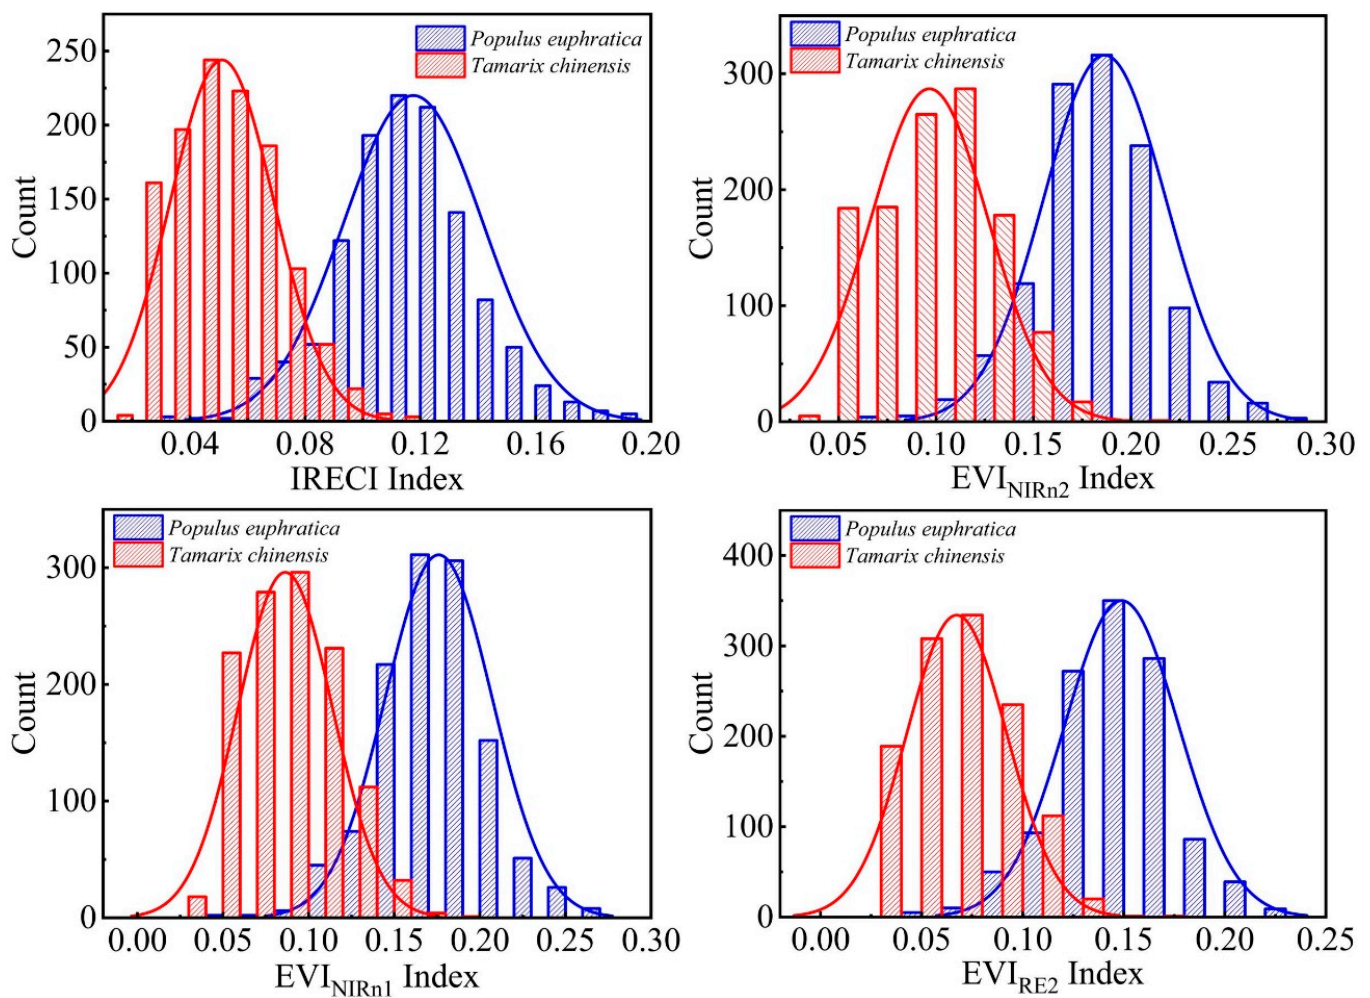 Populus euphratica
Tamarix chinensis
250
200
150
100
50
0
Count
0.04 0.08 0.12 0.16 0.20
IRECI Index
Populus euphratica
Tamarix chinensis
300
200
100
0
Count
0.05 0.10 0.15 0.20 0.25 0.30
EVI_NIRn2 Index
Populus euphratica
Tamarix chinensis
300
200
100
0
Count
0.00 0.05 0.10 0.15 0.20 0.25 0.30
EVI_NIRn1 Index
Populus euphratica
Tamarix chinensis
400
300
200
100
0
Count
0.00 0.05 0.10 0.15 0.20 0.25
EVI_RE2 Index